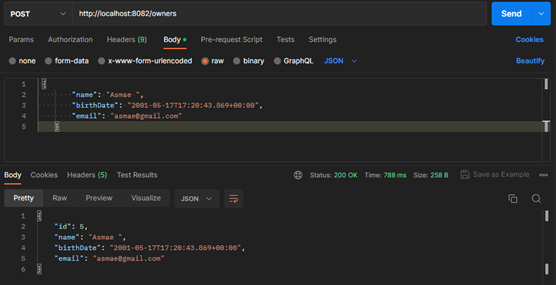 POST http://localhost:8082/owners Send
Params Authorization Headers (9) Body Pre-request Script Tests Settings Cookies
none form-data x-www-form-urlencoded raw binary GraphQL JSON Beautify
1 {
2 "name": "Asmae ",
3 "birthDate": "2001-05-17T17:20:43.869+00:00",
4 "email": "asmae@gmail.com"
5 }
Body Cookies Headers (5) Test Results Status: 200 OK Time: 788 ms Size: 258 B Save as Example
Pretty Raw Preview Visualize JSON
1 {
2 "id": 5,
3 "name": "Asmae ",
4 "birthDate": "2001-05-17T17:20:43.869+00:00",
5 "email": "asmae@gmail.com"
6 }